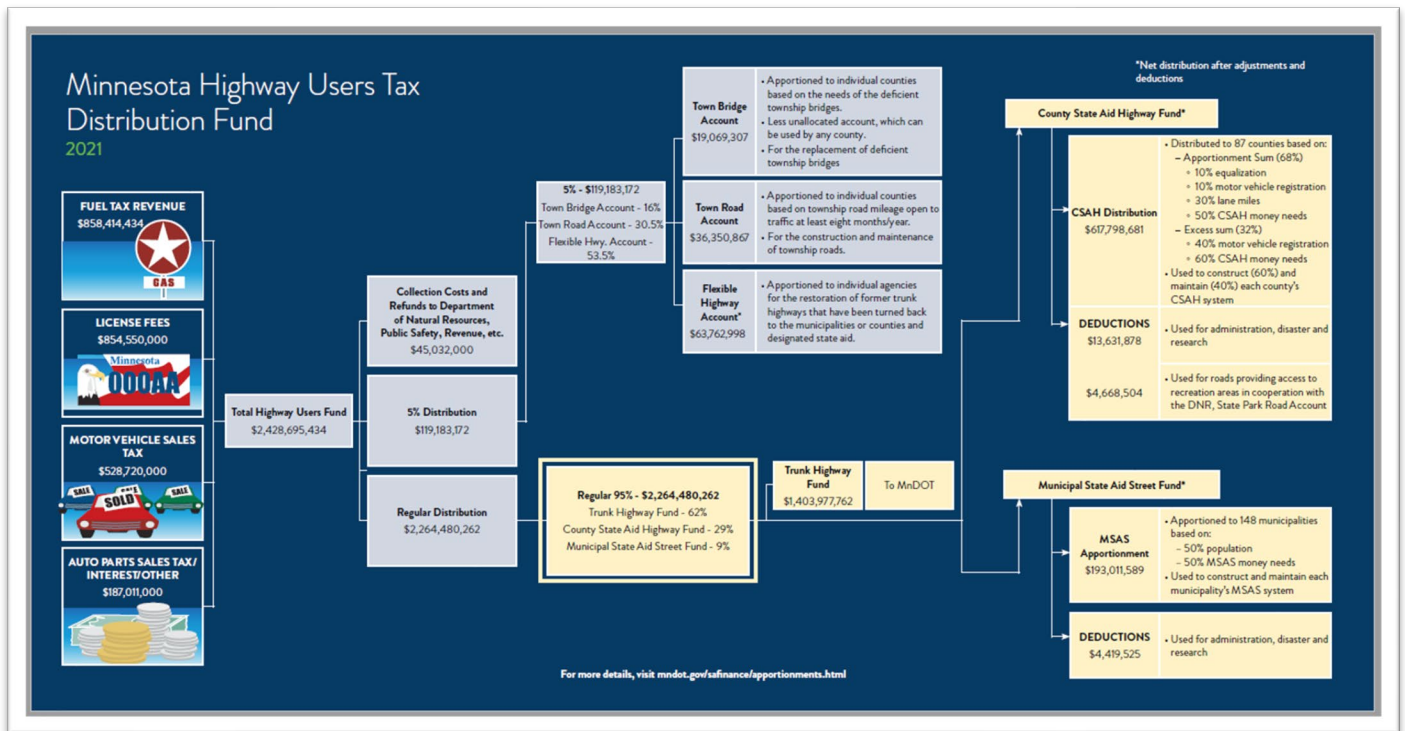 Minnesota Highway Users Tax
Distribution Fund
2021
FUEL TAX REVENUE
$858,414,434
GAS
LICENSE FEES
$854,550,000
Minnesota
000AA
MOTOR VEHICLE SALES
TAX
$528,720,000
SALE
SALE
SOLD
SALE
AUTO PARTS SALES TAX/
INTEREST/OTHER
$187,011,000
Total Highway Users Fund
$2,428,695,434
Collection Costs and
Refunds to Department
of Natural Resources,
Public Safety, Revenue, etc.
$45,032,000
5% Distribution
$119,183,172
Regular Distribution
$2,264,480,262
5% - $119,183,172
Town Bridge Account - 16%
Town Road Account - 30.5%
Flexible Hwy. Account -
53.5%
Town Bridge
Account
$19,069,307
• Apportioned to individual counties
based on the needs of the deficient
township bridges.
• Less unallocated account, which can
be used by any county.
• For the replacement of deficient
township bridges
Town Road
Account
$36,350,867
• Apportioned to individual counties
based on township road mileage open to
traffic at least eight months/year.
• For the construction and maintenance
of township roads.
Flexible
Highway
Account*
$63,762,998
• Apportioned to individual agencies
for the restoration of former trunk
highways that have been turned back
to the municipalities or counties and
designated state aid.
Regular 95% - $2,264,480,262
Trunk Highway Fund - 62%
County State Aid Highway Fund - 29%
Municipal State Aid Street Fund - 9%
Trunk Highway
Fund
$1,403,977,762
To MnDOT
*Net distribution after adjustments and
deductions
County State Aid Highway Fund*
CSAH Distribution
$617,798,681
• Distributed to 87 counties based on:
– Apportionment Sum (68%)
◦ 10% equalization
◦ 10% motor vehicle registration
◦ 30% lane miles
◦ 50% CSAH money needs
– Excess sum (32%)
◦ 40% motor vehicle registration
◦ 60% CSAH money needs
• Used to construct (60%) and
maintain (40%) each county's
CSAH system
DEDUCTIONS
$13,631,878
• Used for administration, disaster and
research
$4,668,504
• Used for roads providing access to
recreation areas in cooperation with
the DNR, State Park Road Account
Municipal State Aid Street Fund*
MSAS
Apportionment
$193,011,589
• Apportioned to 148 municipalities
based on:
– 50% population
– 50% MSAS money needs
• Used to construct and maintain each
municipality's MSAS system
DEDUCTIONS
$4,419,525
• Used for administration, disaster and
research
For more details, visit mndot.gov/safinance/apportionments.html